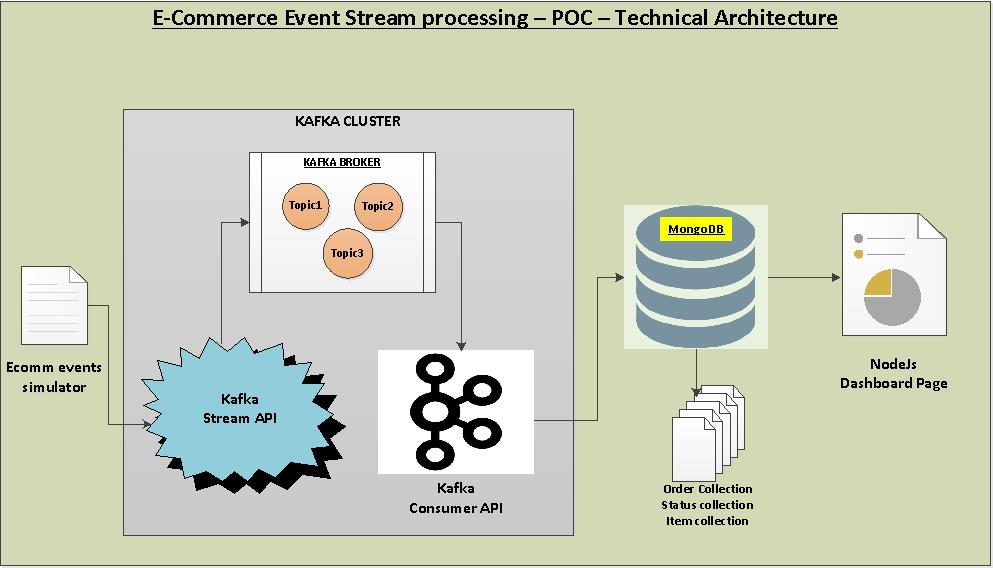 E-Commerce Event Stream processing – POC – Technical Architecture
KAFKA CLUSTER
KAFKA BROKER
Topic1
Topic2
Topic3
Ecomm events
simulator
Kafka
Stream API
Kafka
Consumer API
MongoDB
Order Collection
Status collection
Item collection
NodeJs
Dashboard Page